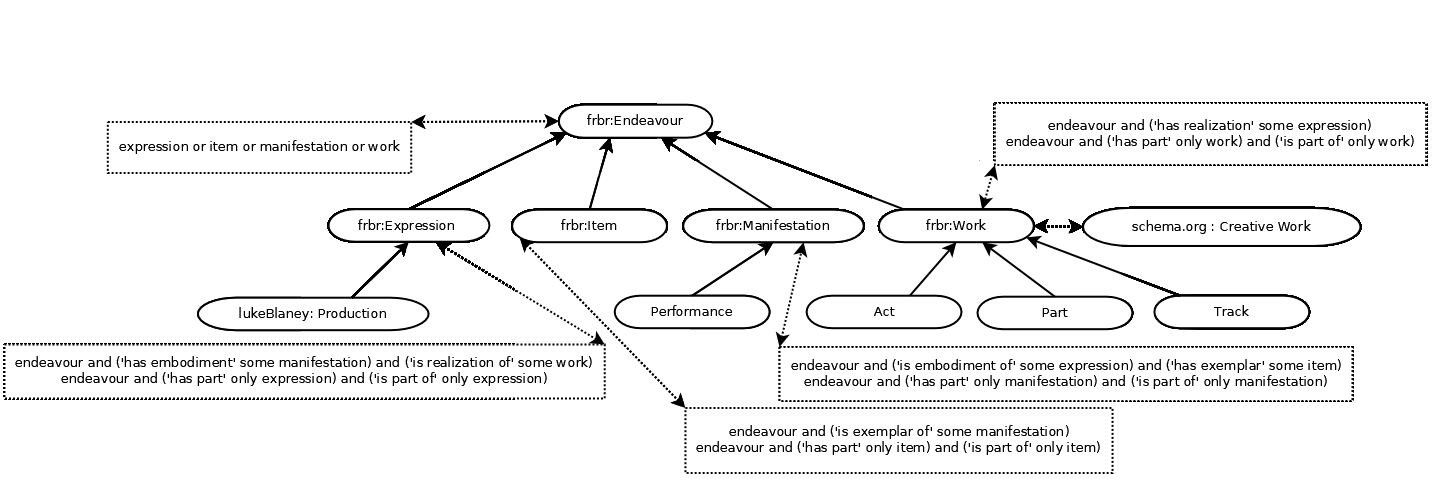 frbr:Endeavour
expression or item or manifestation or work
endeavour and ('has realization' some expression)
endeavour and ('has part' only work) and ('is part of' only work)
frbr:Expression
frbr:Item
frbr:Manifestation
frbr:Work
schema.org : Creative Work
lukeBlaney: Production
Performance
Act
Part
Track
endeavour and ('has embodiment' some manifestation) and ('is realization of' some work)
endeavour and ('has part' only expression) and ('is part of' only expression)
endeavour and ('is embodiment of' some expression) and ('has exemplar' some item)
endeavour and ('has part' only manifestation) and ('is part of' only manifestation)
endeavour and ('is exemplar of' some manifestation)
endeavour and ('has part' only item) and ('is part of' only item)